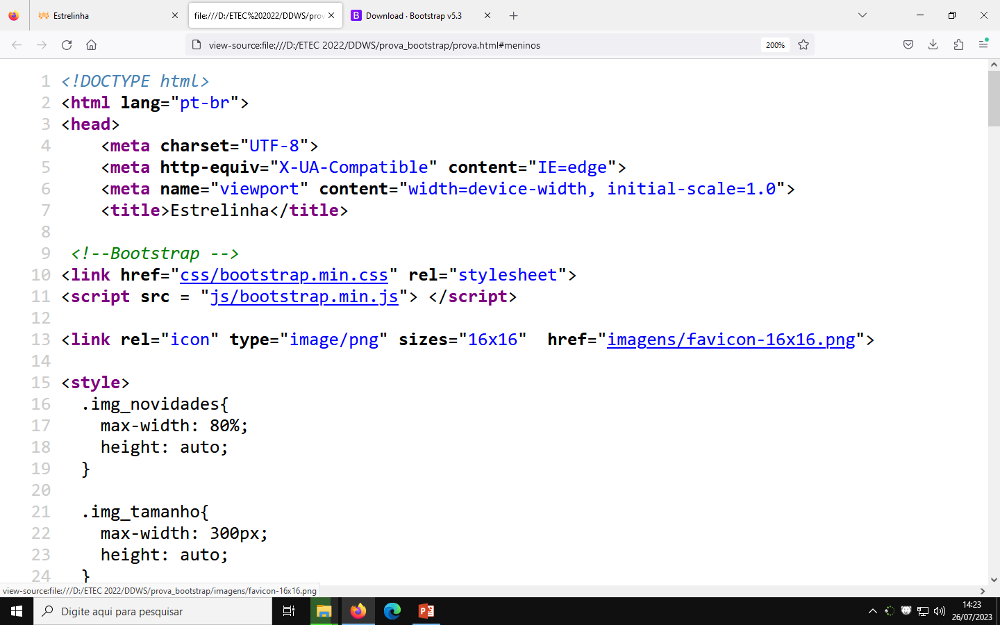 Estrelinha
file:///D:/ETEC%202022/DDWS/prov
Download · Bootstrap v5.3
view-source:file:///D:/ETEC 2022/DDWS/prova_bootstrap/prova.html#meninos
200%
1 <!DOCTYPE html>
2 <html lang="pt-br">
3 <head>
4     <meta charset="UTF-8">
5     <meta http-equiv="X-UA-Compatible" content="IE=edge">
6     <meta name="viewport" content="width=device-width, initial-scale=1.0">
7     <title>Estrelinha</title>
8
9  <!--Bootstrap -->
10 <link href="css/bootstrap.min.css" rel="stylesheet">
11 <script src = "js/bootstrap.min.js"> </script>
12
13 <link rel="icon" type="image/png" sizes="16x16"  href="imagens/favicon-16x16.png">
14
15 <style>
16   .img_novidades{
17     max-width: 80%;
18     height: auto;
19   }
20
21   .img_tamanho{
22     max-width: 300px;
23     height: auto;
24   }
view-source:file:///D:/ETEC 2022/DDWS/prova_bootstrap/imagens/favicon-16x16.png
Digite aqui para pesquisar
14:23
26/07/2023